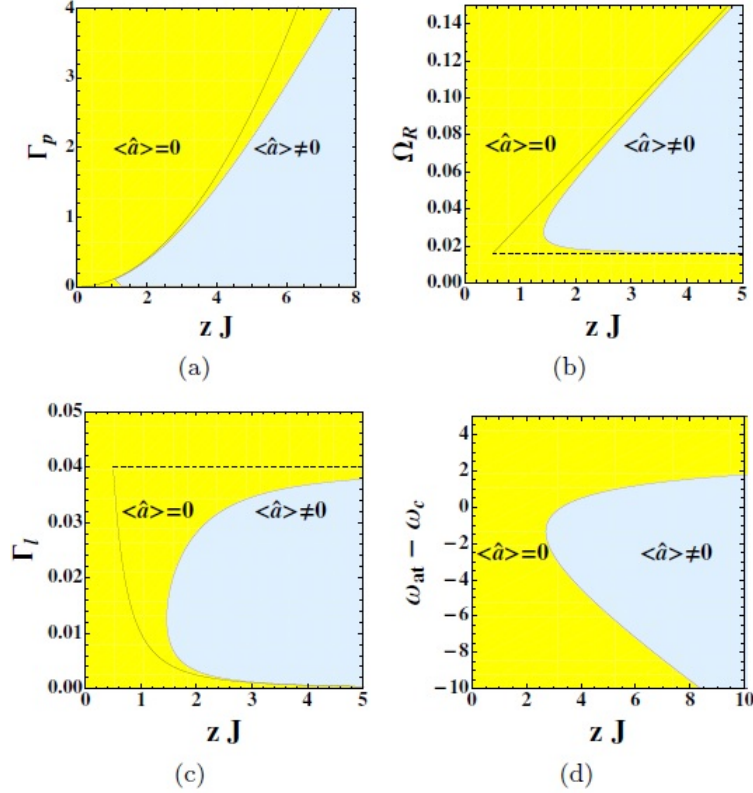 4
3
2
1
0
Γp
<â>=0
<â>≠0
0 2 4 6 8
z J
(a)
0.14
0.12
0.10
0.08
0.06
0.04
0.02
0.00
ΩR
<â>=0
<â>≠0
0 1 2 3 4 5
z J
(b)
0.05
0.04
0.03
0.02
0.01
0.00
Γl
<â>=0
<â>≠0
0 1 2 3 4 5
z J
(c)
4
2
0
−2
−4
−6
−8
−10
ωat − ωc
<â>=0
<â>≠0
0 2 4 6 8 10
z J
(d)